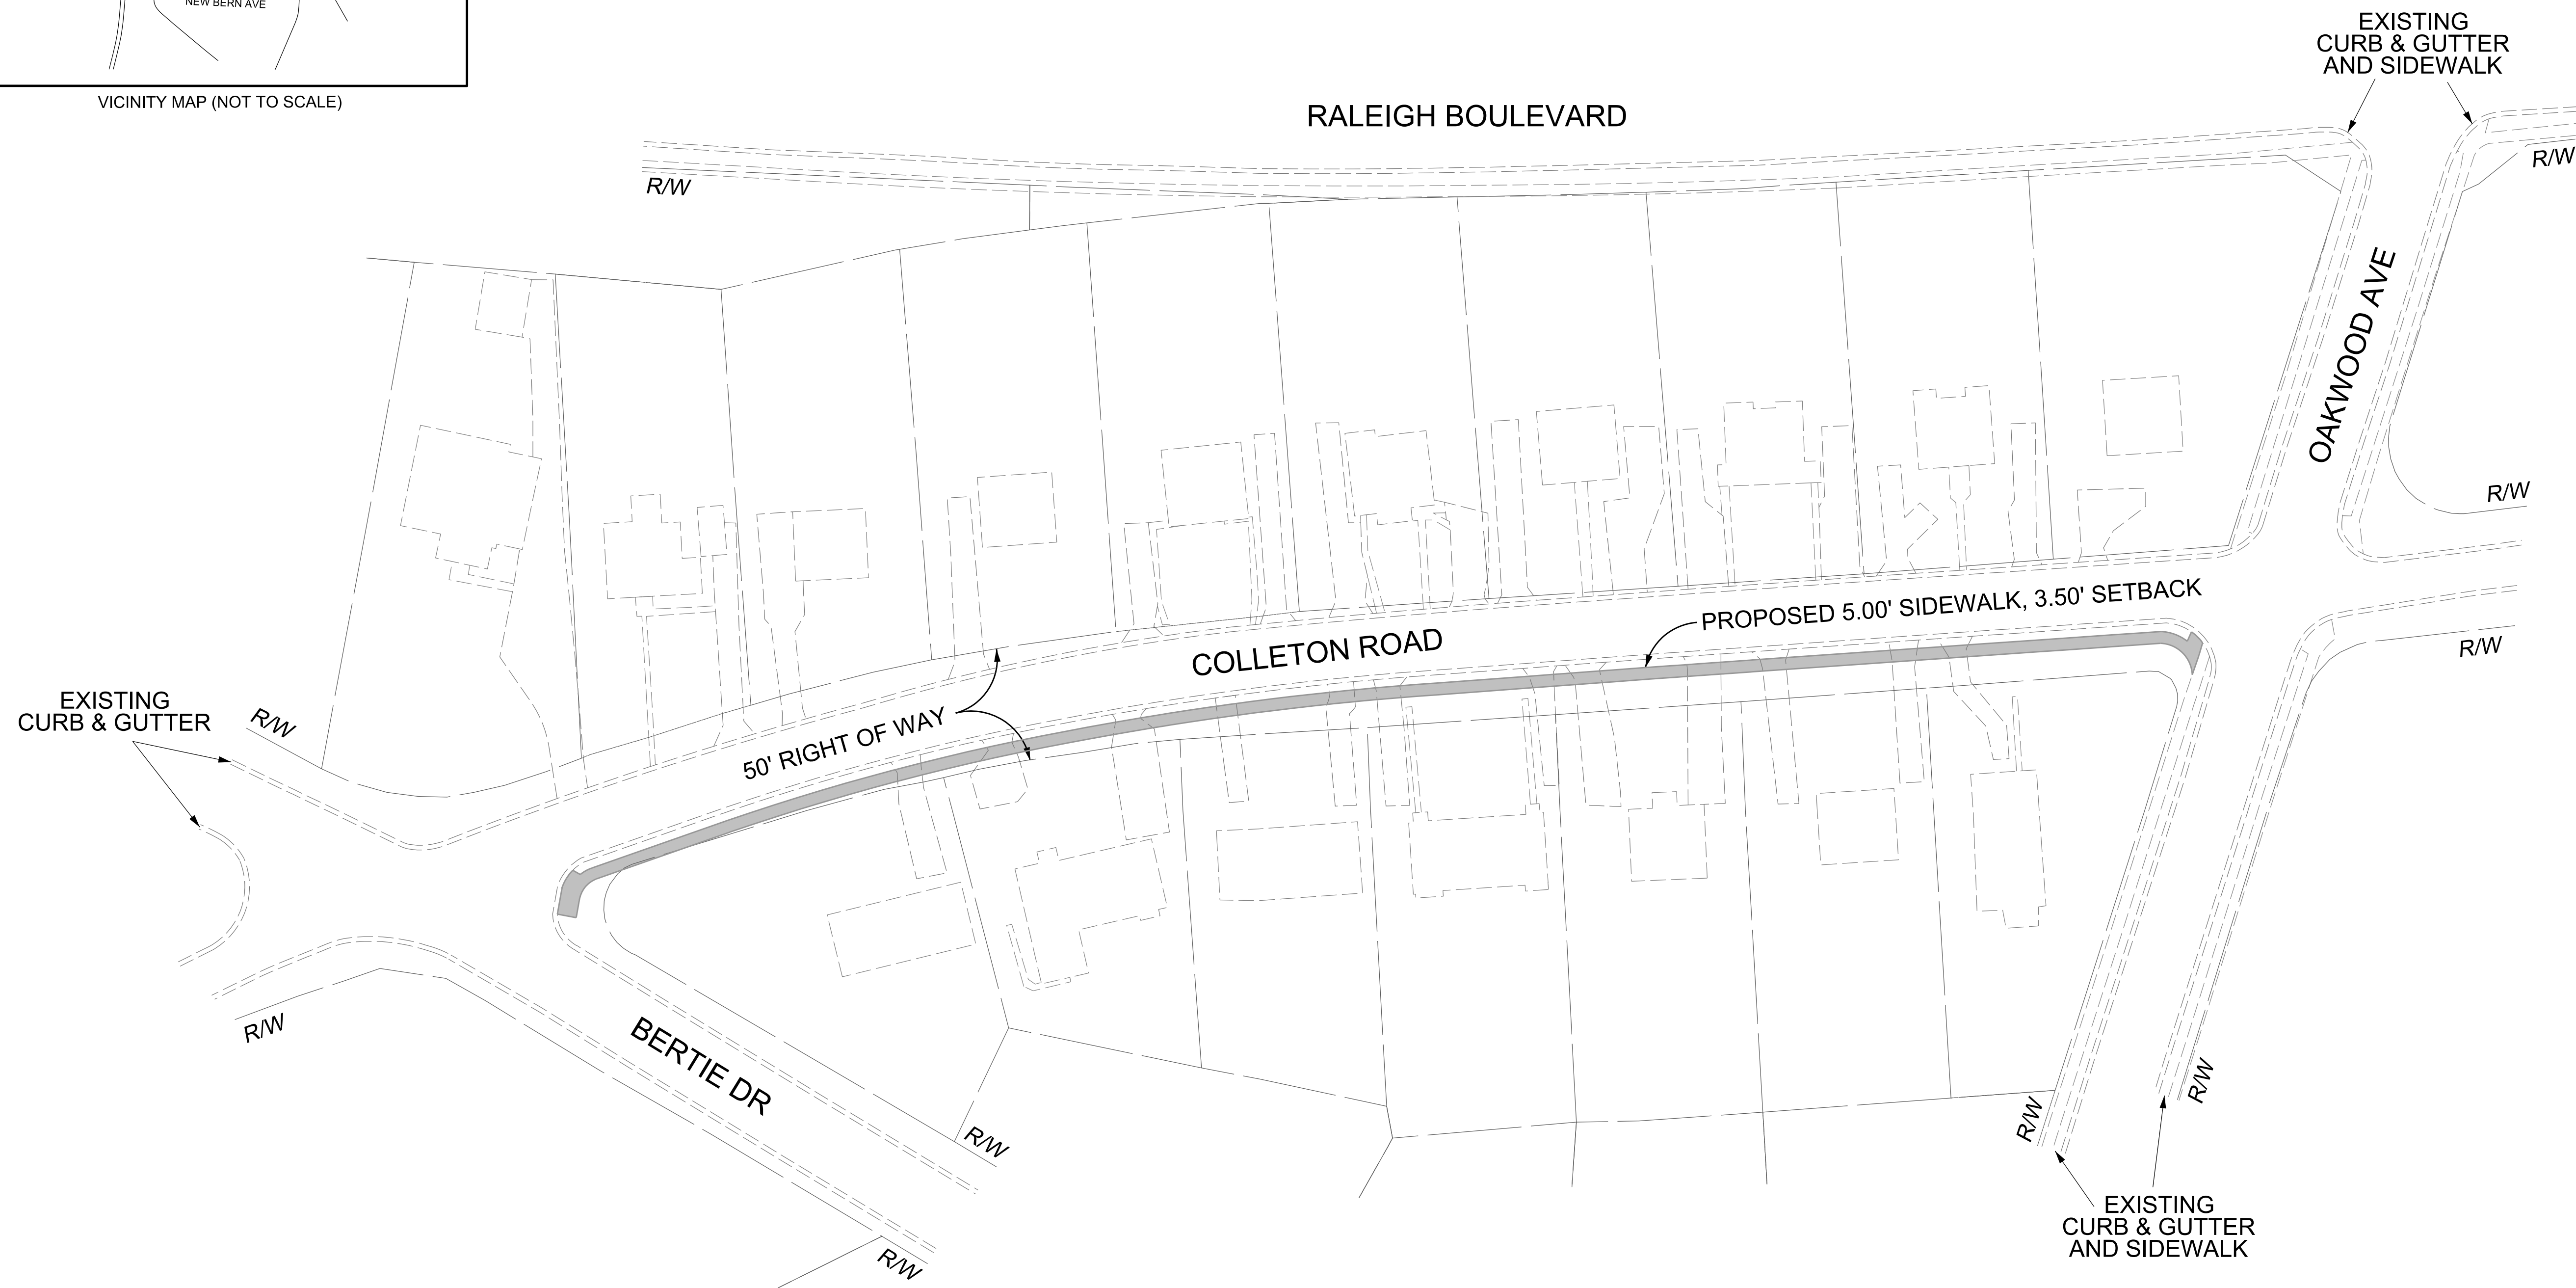 NEW BERN AVE
VICINITY MAP (NOT TO SCALE)
EXISTING
CURB & GUTTER
AND SIDEWALK
RALEIGH BOULEVARD
R/W
R/W
OAKWOOD AVE
R/W
PROPOSED 5.00' SIDEWALK, 3.50' SETBACK
COLLETON ROAD
R/W
EXISTING
CURB & GUTTER
R/W
50' RIGHT OF WAY
R/W
BERTIE DR
R/W
R/W
R/W
R/W
EXISTING
CURB & GUTTER
AND SIDEWALK